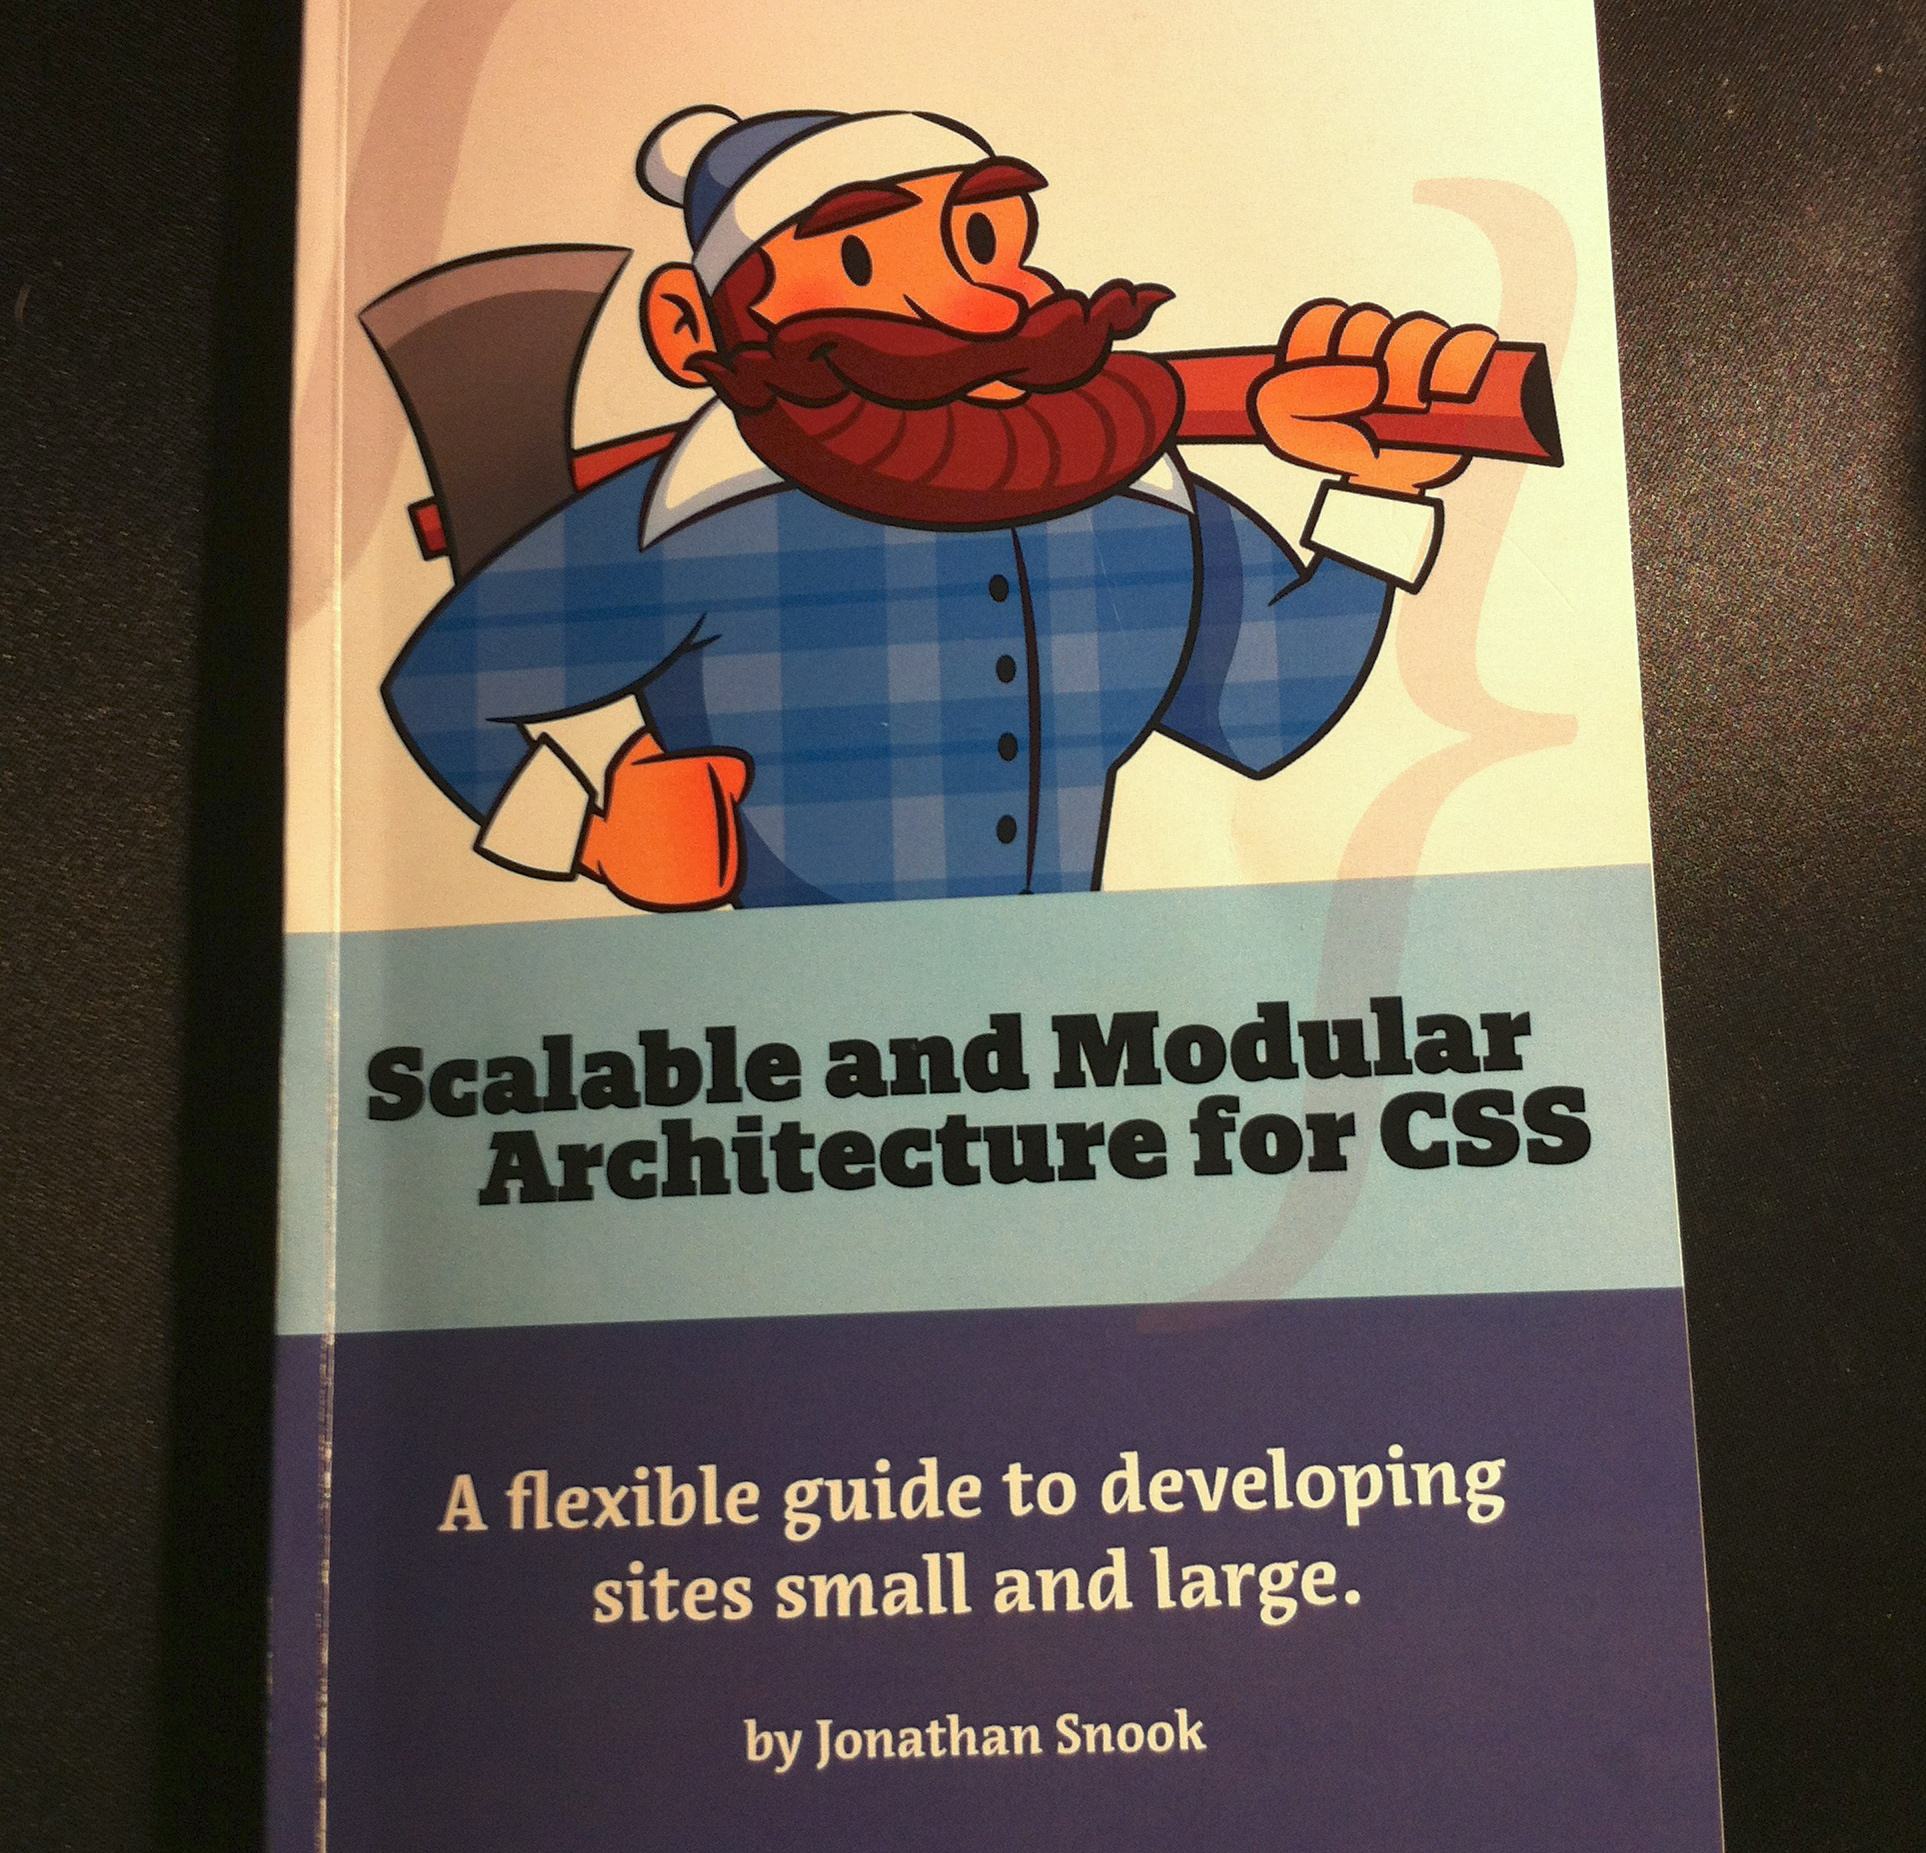 Scalable and Modular
Architecture for CSS
A flexible guide to developing
sites small and large.
by Jonathan Snook